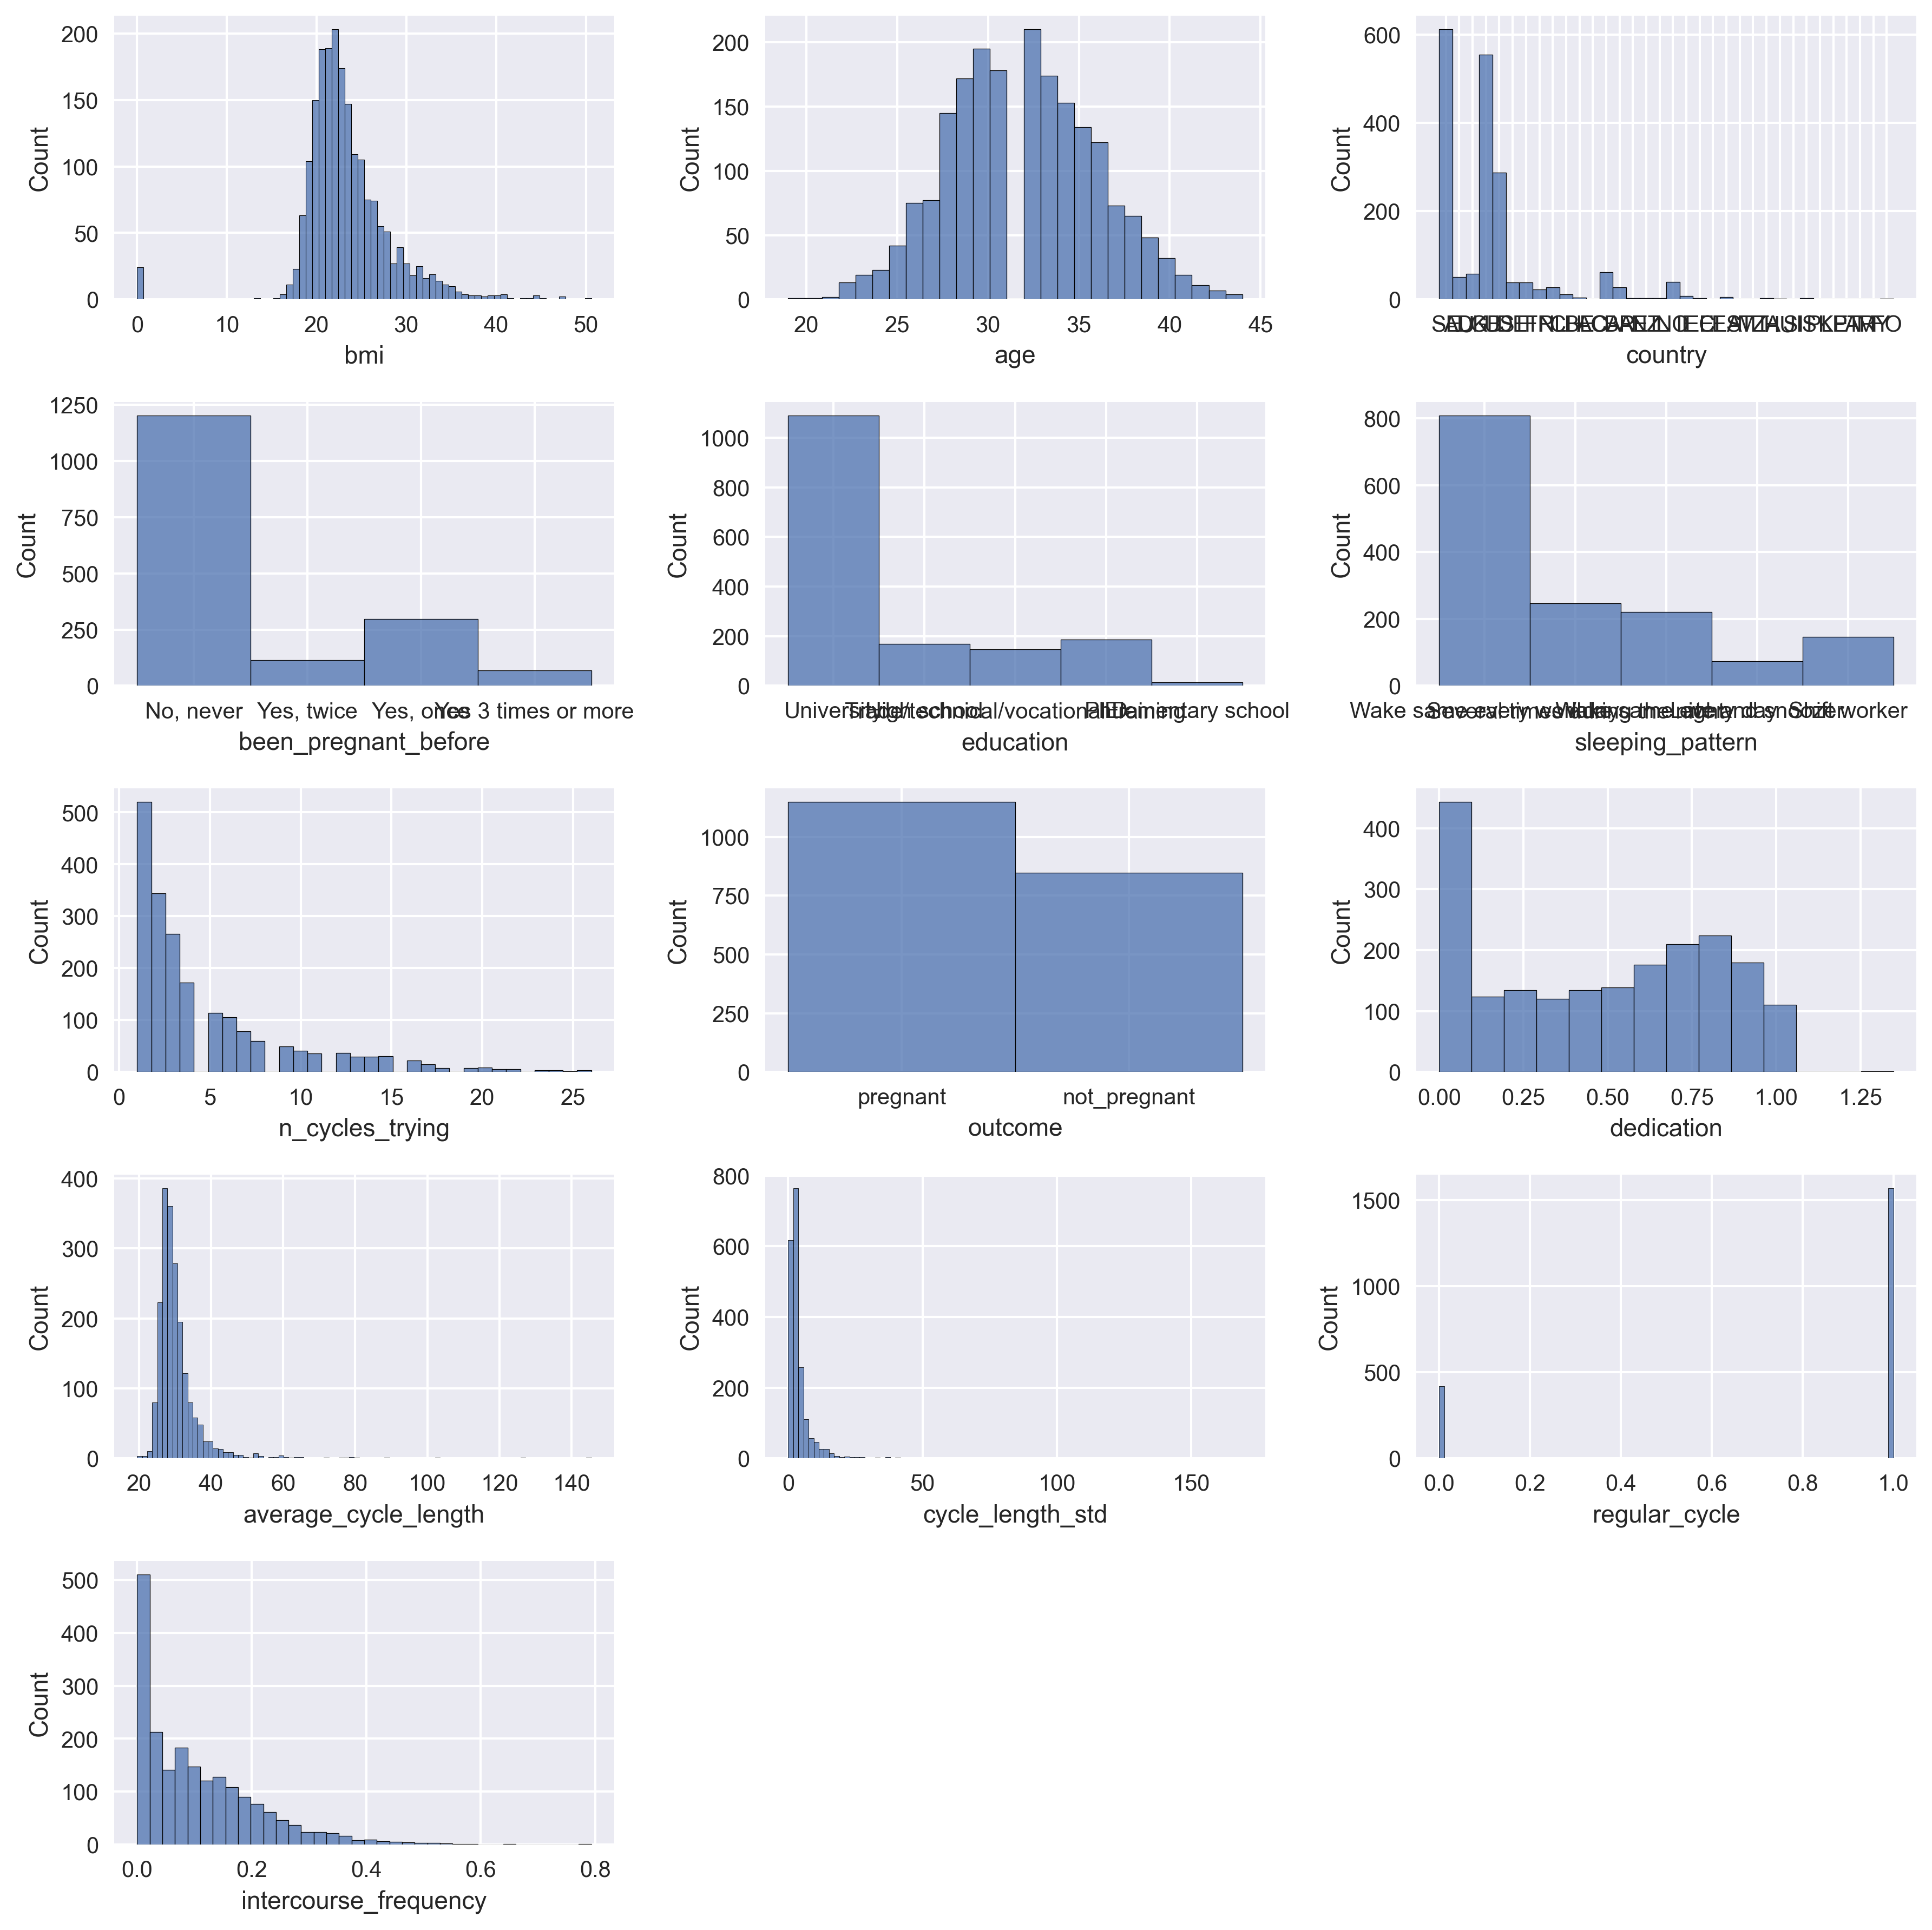 200
150
100
50
0
Count
0 10 20 30 40 50
bmi
200
150
100
50
0
Count
20 25 30 35 40 45
age
600
400
200
0
Count
country
1250
1000
750
500
250
0
Count
No, never Yes, twice Yes, once Yes 3 times or more
been_pregnant_before
1000
800
600
400
200
0
Count
University Trade/technical/vocational training PhD Elementary school
education
800
600
400
200
0
Count
Shift worker
sleeping_pattern
500
400
300
200
100
0
Count
0 5 10 15 20 25
n_cycles_trying
1000
750
500
250
0
Count
pregnant not_pregnant
outcome
400
300
200
100
0
Count
0.00 0.25 0.50 0.75 1.00 1.25
dedication
400
300
200
100
0
Count
20 40 60 80 100 120 140
average_cycle_length
800
600
400
200
0
Count
0 50 100 150
cycle_length_std
1500
1000
500
0
Count
0.0 0.2 0.4 0.6 0.8 1.0
regular_cycle
500
400
300
200
100
0
Count
0.0 0.2 0.4 0.6 0.8
intercourse_frequency